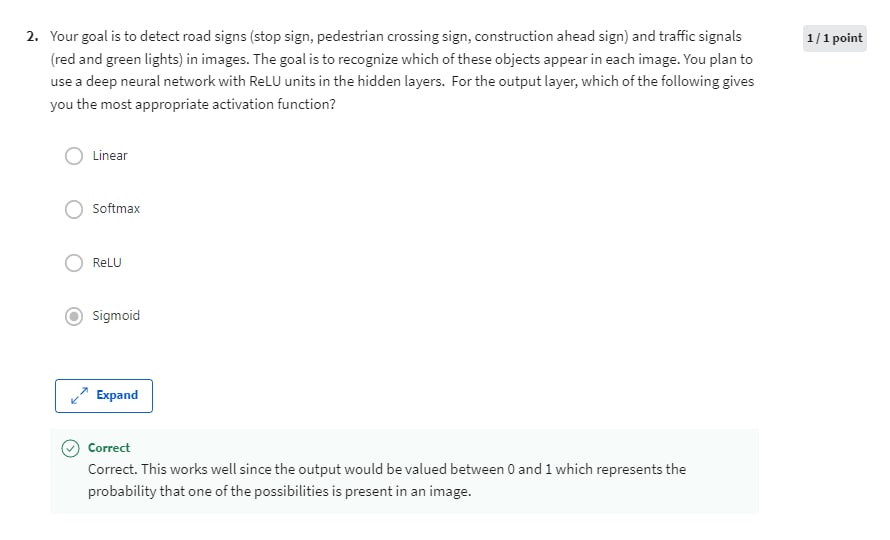 2. Your goal is to detect road signs (stop sign, pedestrian crossing sign, construction ahead sign) and traffic signals
1 / 1 point
(red and green lights) in images. The goal is to recognize which of these objects appear in each image. You plan to
use a deep neural network with ReLU units in the hidden layers. For the output layer, which of the following gives
you the most appropriate activation function?
Linear
Softmax
ReLU
Sigmoid
Expand
Correct
Correct. This works well since the output would be valued between 0 and 1 which represents the
probability that one of the possibilities is present in an image.